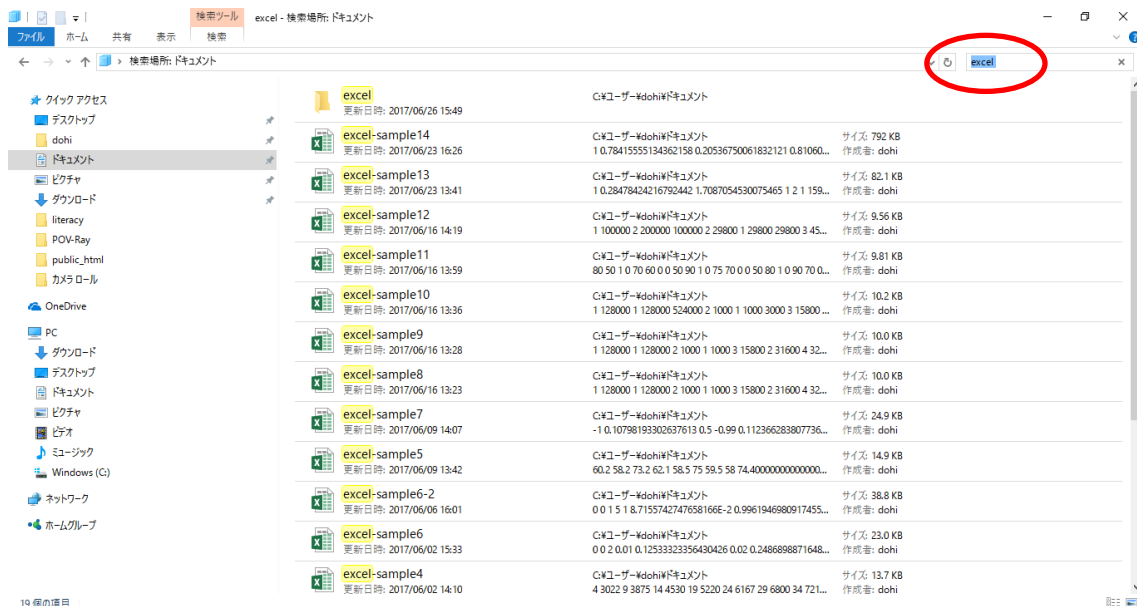 検索ツール excel - 検索場所: ドキュメント
ファイル ホーム 共有 表示 検索
検索場所: ドキュメント excel
クイック アクセス
デスクトップ
dohi
ドキュメント
ピクチャ
ダウンロード
literacy
POV-Ray
public_html
カメラ ロール
OneDrive
PC
ダウンロード
デスクトップ
ドキュメント
ピクチャ
ビデオ
ミュージック
Windows (C:)
ネットワーク
ホームグループ
excel C:¥ユーザー¥dohi¥ドキュメント
更新日時: 2017/06/26 15:49
excel-sample14 C:¥ユーザー¥dohi¥ドキュメント サイズ: 792 KB
更新日時: 2017/06/23 16:26 1 0.78415555134362158 0.20536750061832121 0.81060... 作成者: dohi
excel-sample13 C:¥ユーザー¥dohi¥ドキュメント サイズ: 82.1 KB
更新日時: 2017/06/23 13:41 1 0.28478424216792442 1.7087054530075465 1 2 1 159... 作成者: dohi
excel-sample12 C:¥ユーザー¥dohi¥ドキュメント サイズ: 9.56 KB
更新日時: 2017/06/16 14:19 1 100000 2 200000 100000 2 29800 1 29800 29800 3 45... 作成者: dohi
excel-sample11 C:¥ユーザー¥dohi¥ドキュメント サイズ: 9.81 KB
更新日時: 2017/06/16 13:59 80 50 1 0 70 60 0 0 50 90 1 0 75 70 0 0 50 80 1 0 90 70 0... 作成者: dohi
excel-sample10 C:¥ユーザー¥dohi¥ドキュメント サイズ: 10.2 KB
更新日時: 2017/06/16 13:36 1 128000 1 128000 524000 2 1000 1 1000 3000 3 15800 ... 作成者: dohi
excel-sample9 C:¥ユーザー¥dohi¥ドキュメント サイズ: 10.0 KB
更新日時: 2017/06/16 13:28 1 128000 1 128000 2 1000 1 1000 3 15800 2 31600 4 32... 作成者: dohi
excel-sample8 C:¥ユーザー¥dohi¥ドキュメント サイズ: 10.0 KB
更新日時: 2017/06/16 13:23 1 128000 1 128000 2 1000 1 1000 3 15800 2 31600 4 32... 作成者: dohi
excel-sample7 C:¥ユーザー¥dohi¥ドキュメント サイズ: 24.9 KB
更新日時: 2017/06/09 14:07 -1 0.10798193302637613 0.5 -0.99 0.112366283807736... 作成者: dohi
excel-sample5 C:¥ユーザー¥dohi¥ドキュメント サイズ: 14.9 KB
更新日時: 2017/06/09 13:42 60.2 58.2 73.2 62.1 58.5 75 59.5 58 74.40000000000000... 作成者: dohi
excel-sample6-2 C:¥ユーザー¥dohi¥ドキュメント サイズ: 38.8 KB
更新日時: 2017/06/06 16:01 0 0 1 5 1 8.7155742747658166E-2 0.9961946980917455... 作成者: dohi
excel-sample6 C:¥ユーザー¥dohi¥ドキュメント サイズ: 23.0 KB
更新日時: 2017/06/02 15:33 0 0 2 0.01 0.12533323356430426 0.02 0.2486898871648... 作成者: dohi
excel-sample4 C:¥ユーザー¥dohi¥ドキュメント サイズ: 13.7 KB
更新日時: 2017/06/02 14:10 4 3022 9 3875 14 4530 19 5220 24 6167 29 6800 34 721... 作成者: dohi
19 個の項目